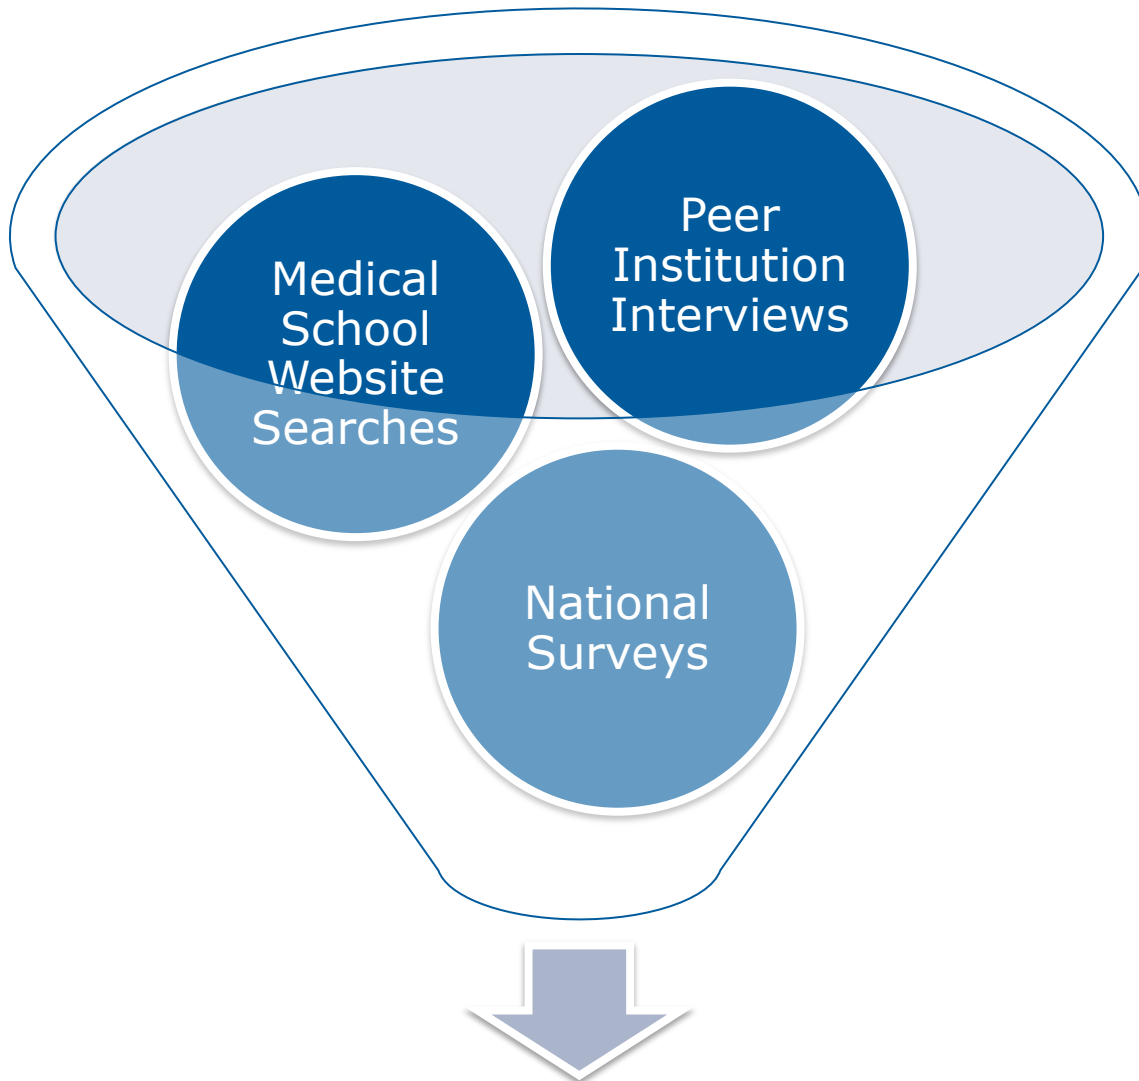 Medical
School
Website
Searches
Peer
Institution
Interviews
National
Surveys